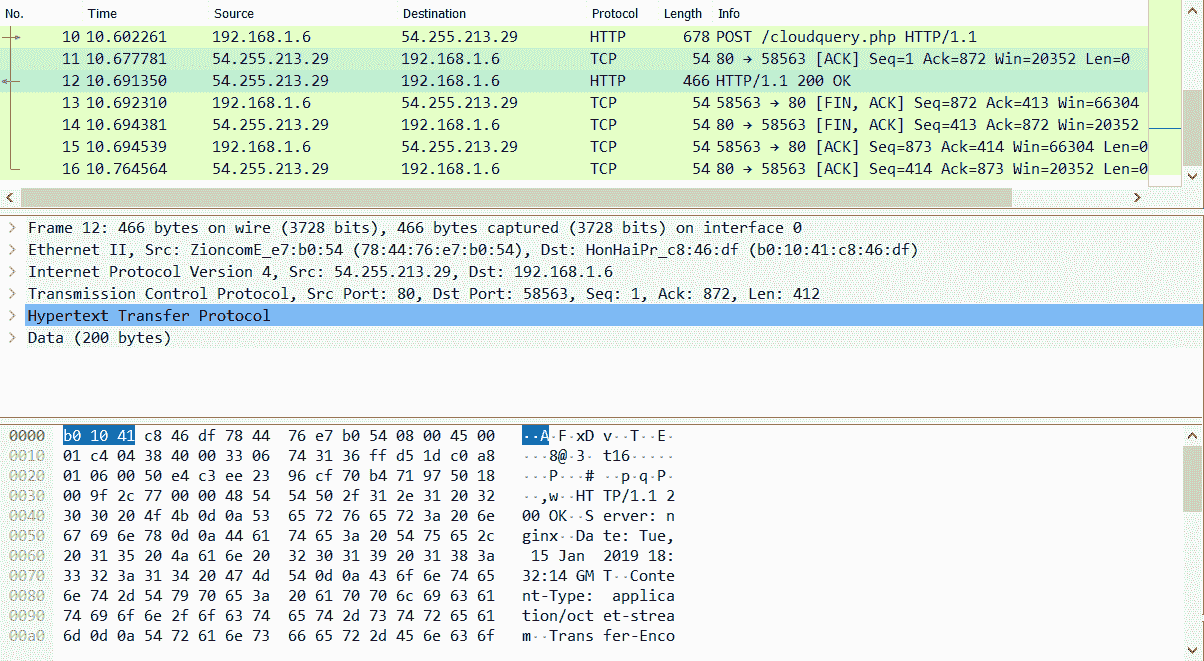 No. Time Source Destination Protocol Length Info
10 10.602261 192.168.1.6 54.255.213.29 HTTP 678 POST /cloudquery.php HTTP/1.1
11 10.677781 54.255.213.29 192.168.1.6 TCP 54 80 → 58563 [ACK] Seq=1 Ack=872 Win=20352 Len=0
12 10.691350 54.255.213.29 192.168.1.6 HTTP 466 HTTP/1.1 200 OK
13 10.692310 192.168.1.6 54.255.213.29 TCP 54 58563 → 80 [FIN, ACK] Seq=872 Ack=413 Win=66304
14 10.694381 54.255.213.29 192.168.1.6 TCP 54 80 → 58563 [FIN, ACK] Seq=413 Ack=872 Win=20352
15 10.694539 192.168.1.6 54.255.213.29 TCP 54 58563 → 80 [ACK] Seq=873 Ack=414 Win=66304 Len=0
16 10.764564 54.255.213.29 192.168.1.6 TCP 54 80 → 58563 [ACK] Seq=414 Ack=873 Win=20352 Len=0
Frame 12: 466 bytes on wire (3728 bits), 466 bytes captured (3728 bits) on interface 0
Ethernet II, Src: ZioncomE_e7:b0:54 (78:44:76:e7:b0:54), Dst: HonHaiPr_c8:46:df (b0:10:41:c8:46:df)
Internet Protocol Version 4, Src: 54.255.213.29, Dst: 192.168.1.6
Transmission Control Protocol, Src Port: 80, Dst Port: 58563, Seq: 1, Ack: 872, Len: 412
Hypertext Transfer Protocol
Data (200 bytes)
0000 b0 10 41 c8 46 df 78 44 76 e7 b0 54 08 00 45 00 ··A·F·xD v··T··E·
0010 01 c4 04 38 40 00 33 06 74 31 36 ff d5 1d c0 a8 ···8@·3· t16·····
0020 01 06 00 50 e4 c3 ee 23 96 cf 70 b4 71 97 50 18 ···P···# ··p·q·P·
0030 00 9f 2c 77 00 00 48 54 54 50 2f 31 2e 31 20 32 ··,w··HT TP/1.1 2
0040 30 30 20 4f 4b 0d 0a 53 65 72 76 65 72 3a 20 6e 00 OK··S erver: n
0050 67 69 6e 78 0d 0a 44 61 74 65 3a 20 54 75 65 2c ginx··Da te: Tue,
0060 20 31 35 20 4a 61 6e 20 32 30 31 39 20 31 38 3a 15 Jan 2019 18:
0070 33 32 3a 31 34 20 47 4d 54 0d 0a 43 6f 6e 74 65 32:14 GM T··Conte
0080 6e 74 2d 54 79 70 65 3a 20 61 70 70 6c 69 63 61 nt-Type: applica
0090 74 69 6f 6e 2f 6f 63 74 65 74 2d 73 74 72 65 61 tion/oct et-strea
00a0 6d 0d 0a 54 72 61 6e 73 66 65 72 2d 45 6e 63 6f m··Trans fer-Enco